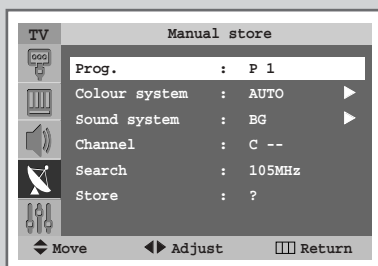 TV Manual store
Prog. : P 1
Colour system : AUTO
Sound system : BG
Channel : C --
Search : 105MHz
Store : ?
Move Adjust Return